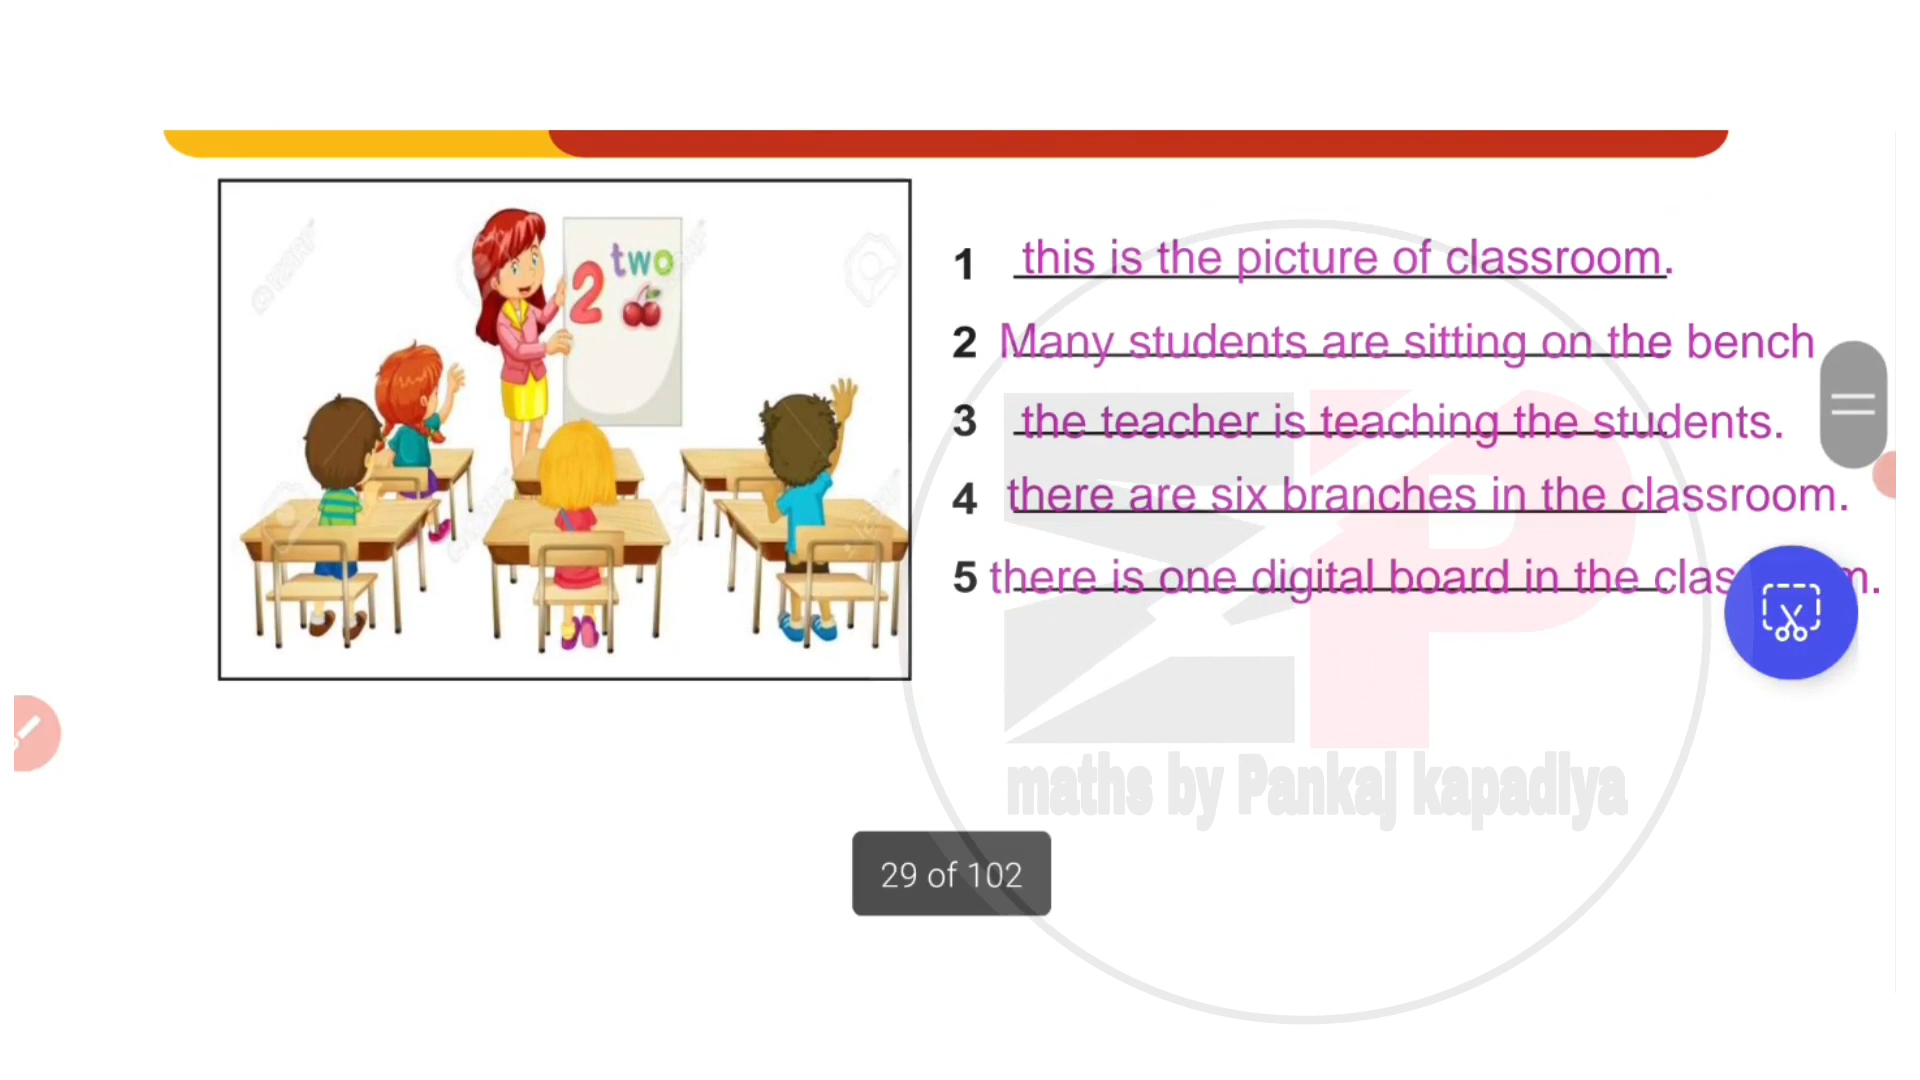 two
2
1 this is the picture of classroom.
2 Many students are sitting on the bench
3 the teacher is teaching the students.
4 there are six branches in the classroom.
5 there is one digital board in the clas m.
maths by Pankaj kapadiya
29 of 102